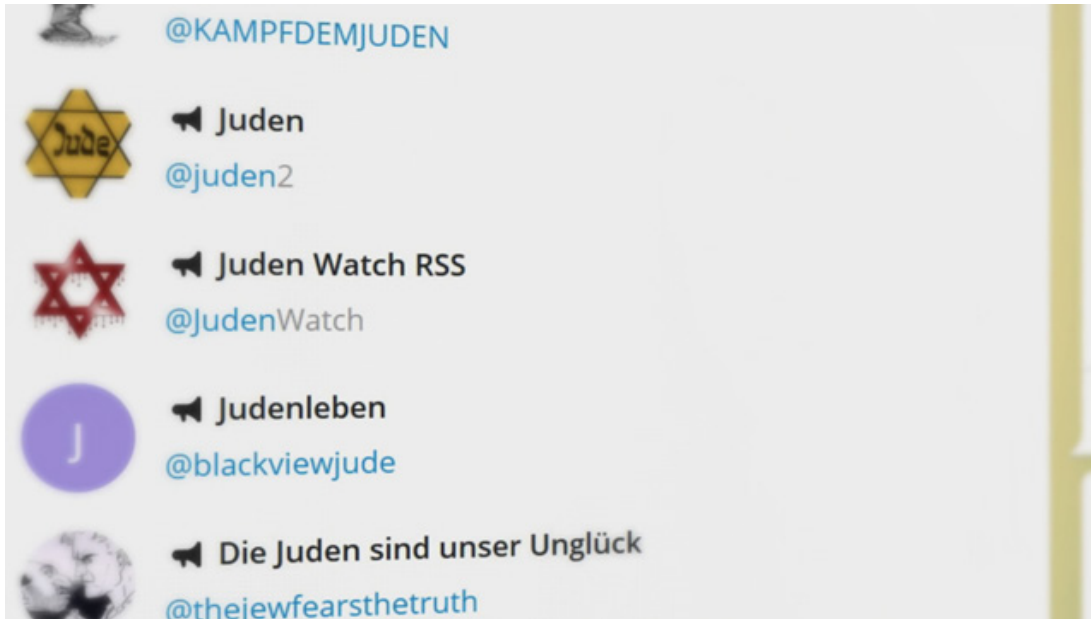 @KAMPFDEMJUDEN
Jude
Juden
@juden2
Juden Watch RSS
@JudenWatch
J
Judenleben
@blackviewjude
Die Juden sind unser Unglück
@thejewfearsthetruth